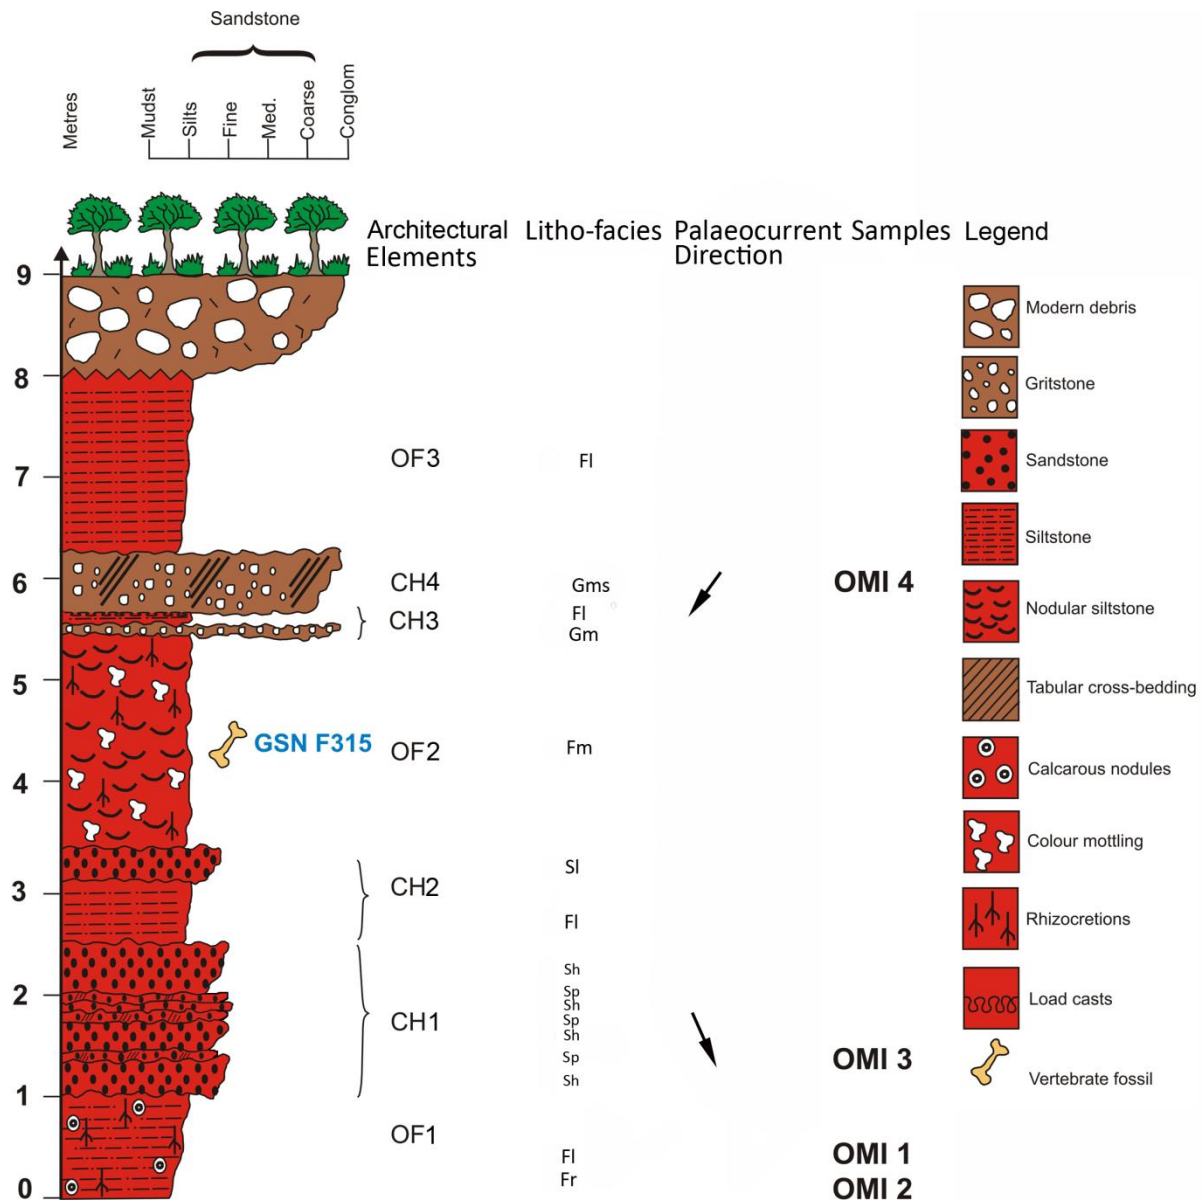 Sandstone
Metres
Mudst
Silts
Fine
Med.
Coarse
Conglom
Architectural Elements
Litho-facies
Palaeocurrent Direction
Samples
Legend
9
8
7
6
5
4
3
2
1
0
OF3
CH4
CH3
GSN F315
OF2
CH2
CH1
OF1
Fl
Gms
Fl
Gm
Fm
Sl
Fl
Sh
Sp
Sh
Sp
Sh
Sp
Sh
Fl
Fr
OMI 4
OMI 3
OMI 1
OMI 2
Modern debris
Gritstone
Sandstone
Siltstone
Nodular siltstone
Tabular cross-bedding
Calcarous nodules
Colour mottling
Rhizocretions
Load casts
Vertebrate fossil